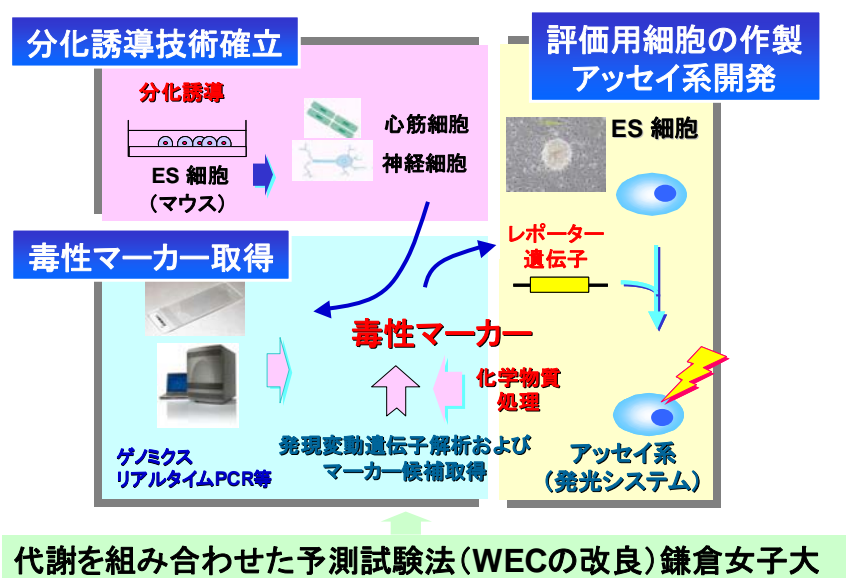 分化誘導技術確立
分化誘導
ES 細胞
（マウス）
心筋細胞
神経細胞
評価用細胞の作製
アッセイ系開発
ES 細胞
レポーター
遺伝子
アッセイ系
（発光システム）
毒性マーカー取得
毒性マーカー
化学物質
処理
ゲノミクス
リアルタイムPCR等
発現変動遺伝子解析および
マーカー候補取得
代謝を組み合わせた予測試験法（WECの改良）鎌倉女子大